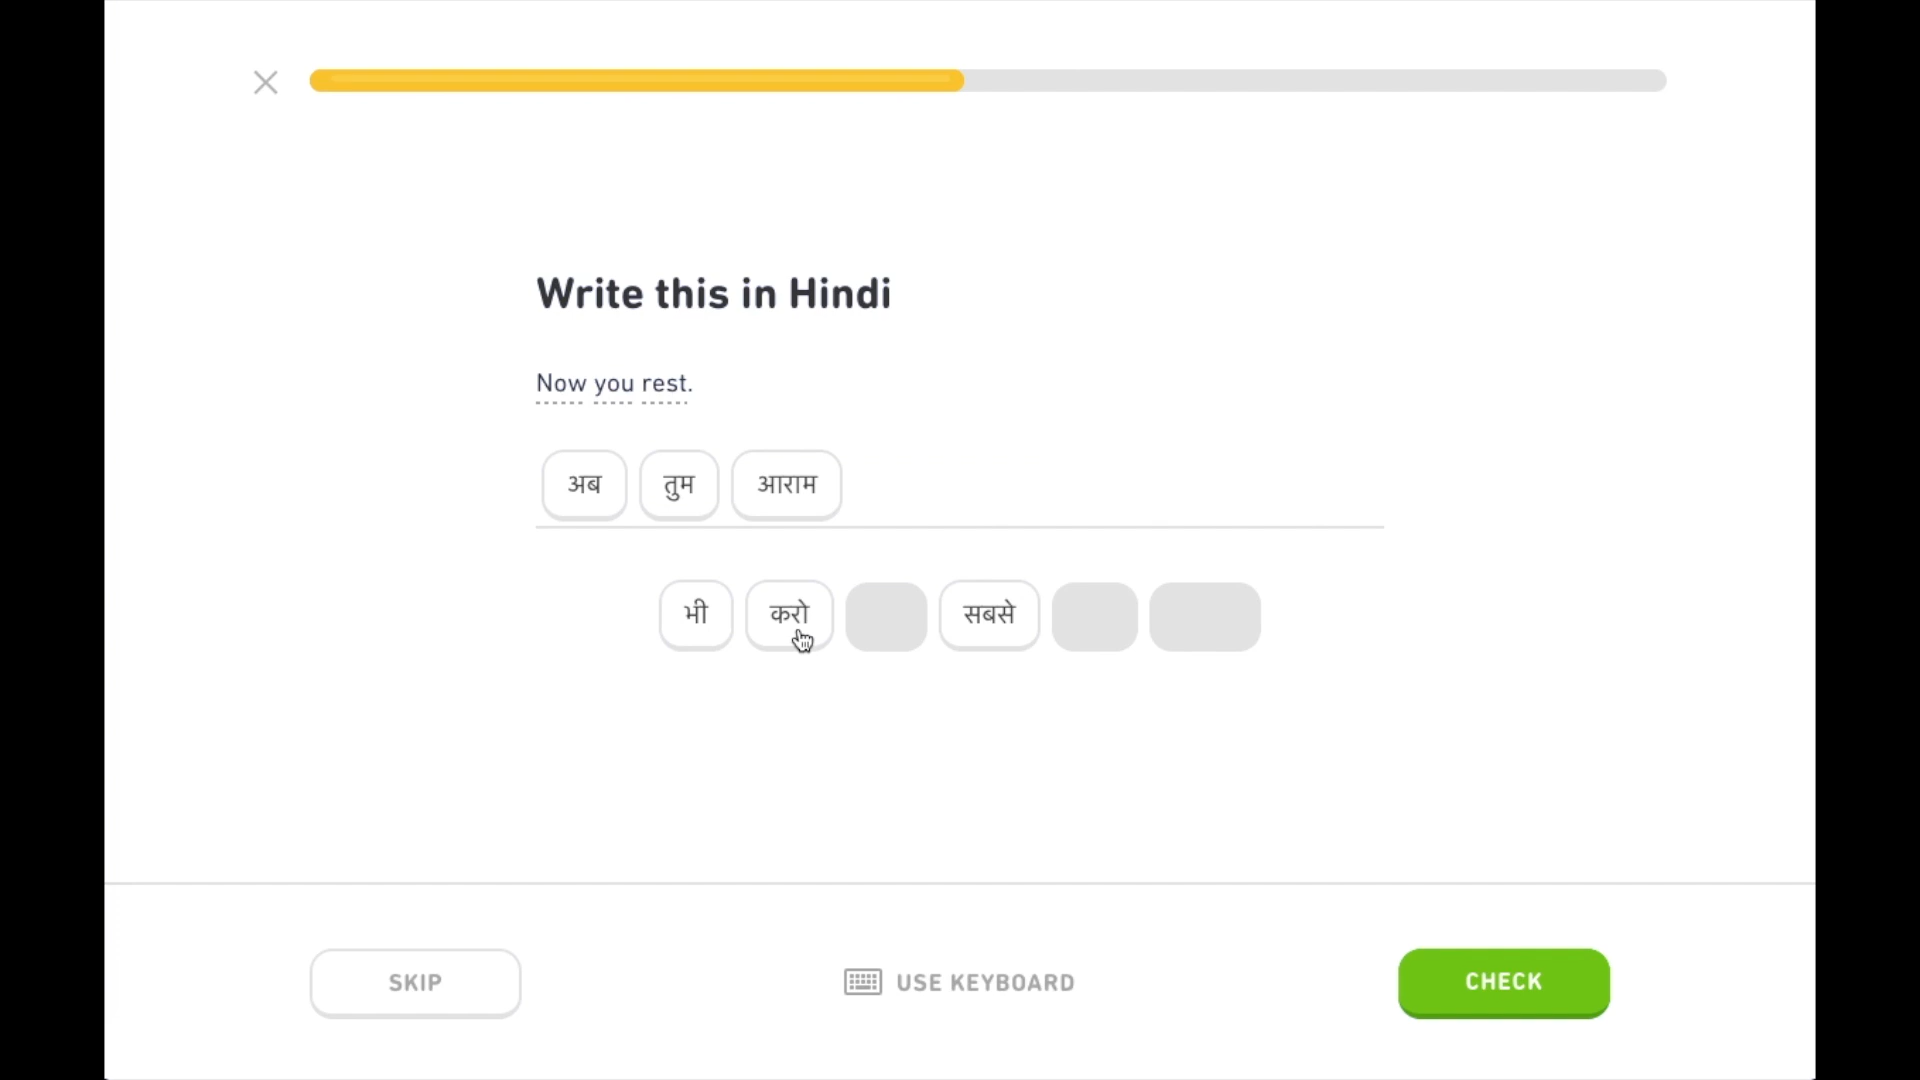 Write this in Hindi
Now you rest.
अब तुम आराम
भी करो सबसे
SKIP USE KEYBOARD CHECK